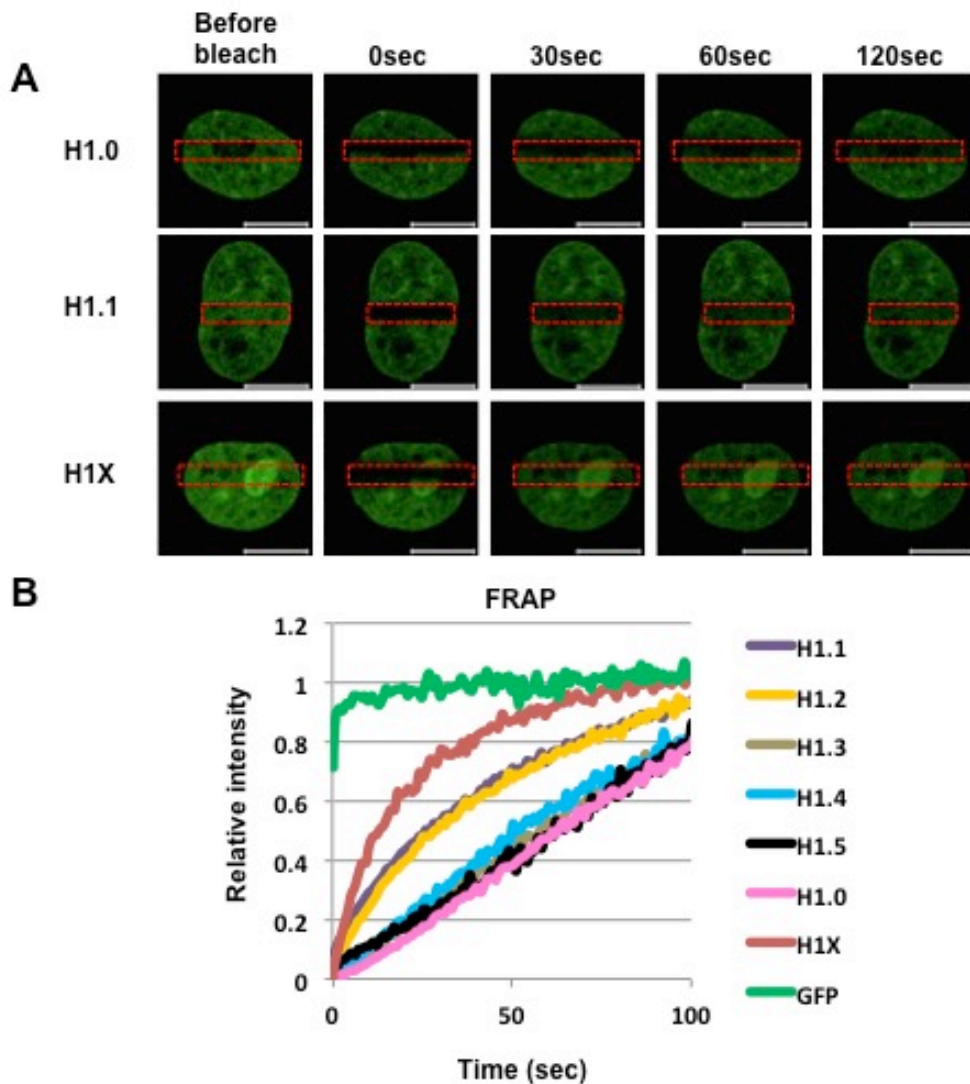 Before
bleach 0sec 30sec 60sec 120sec
A
H1.0
H1.1
H1X
B
FRAP
1.2
1
0.8
0.6
0.4
0.2
0
Relative intensity
0 50 100
Time (sec)
H1.1
H1.2
H1.3
H1.4
H1.5
H1.0
H1X
GFP